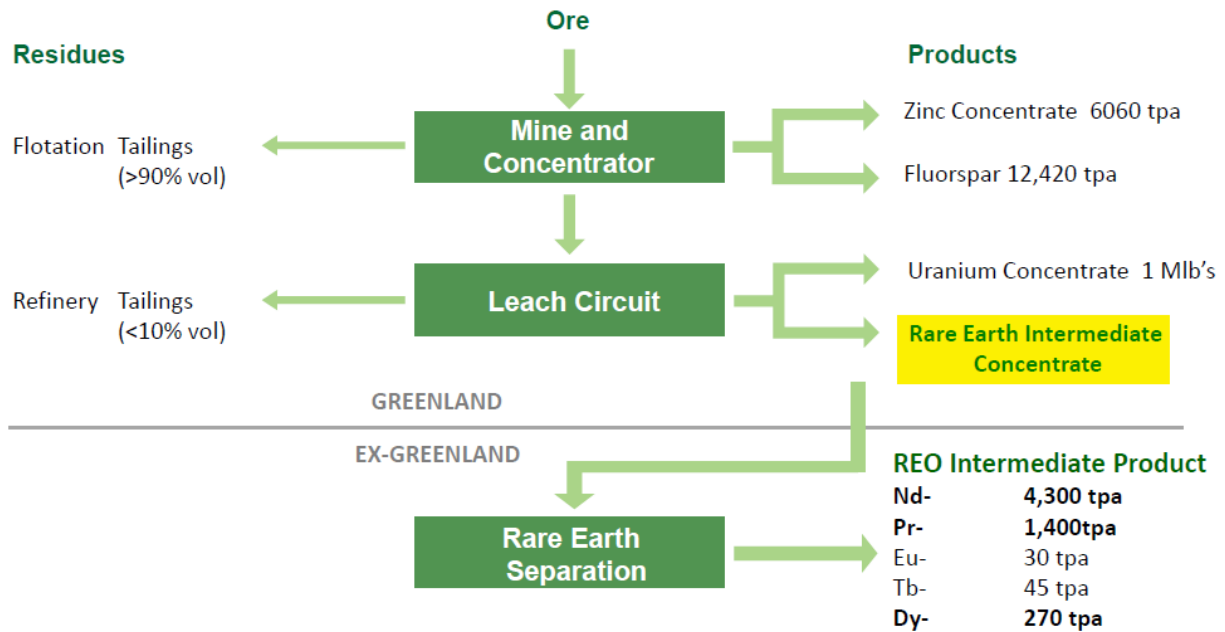 Ore
Residues
Products
Mine and
Concentrator
Flotation Tailings
(>90% vol)
Zinc Concentrate 6060 tpa
Fluorspar 12,420 tpa
Leach Circuit
Refinery Tailings
(<10% vol)
Uranium Concentrate 1 Mlb's
Rare Earth Intermediate
Concentrate
GREENLAND
EX-GREENLAND
Rare Earth
Separation
REO Intermediate Product
Nd- 4,300 tpa
Pr- 1,400tpa
Eu- 30 tpa
Tb- 45 tpa
Dy- 270 tpa